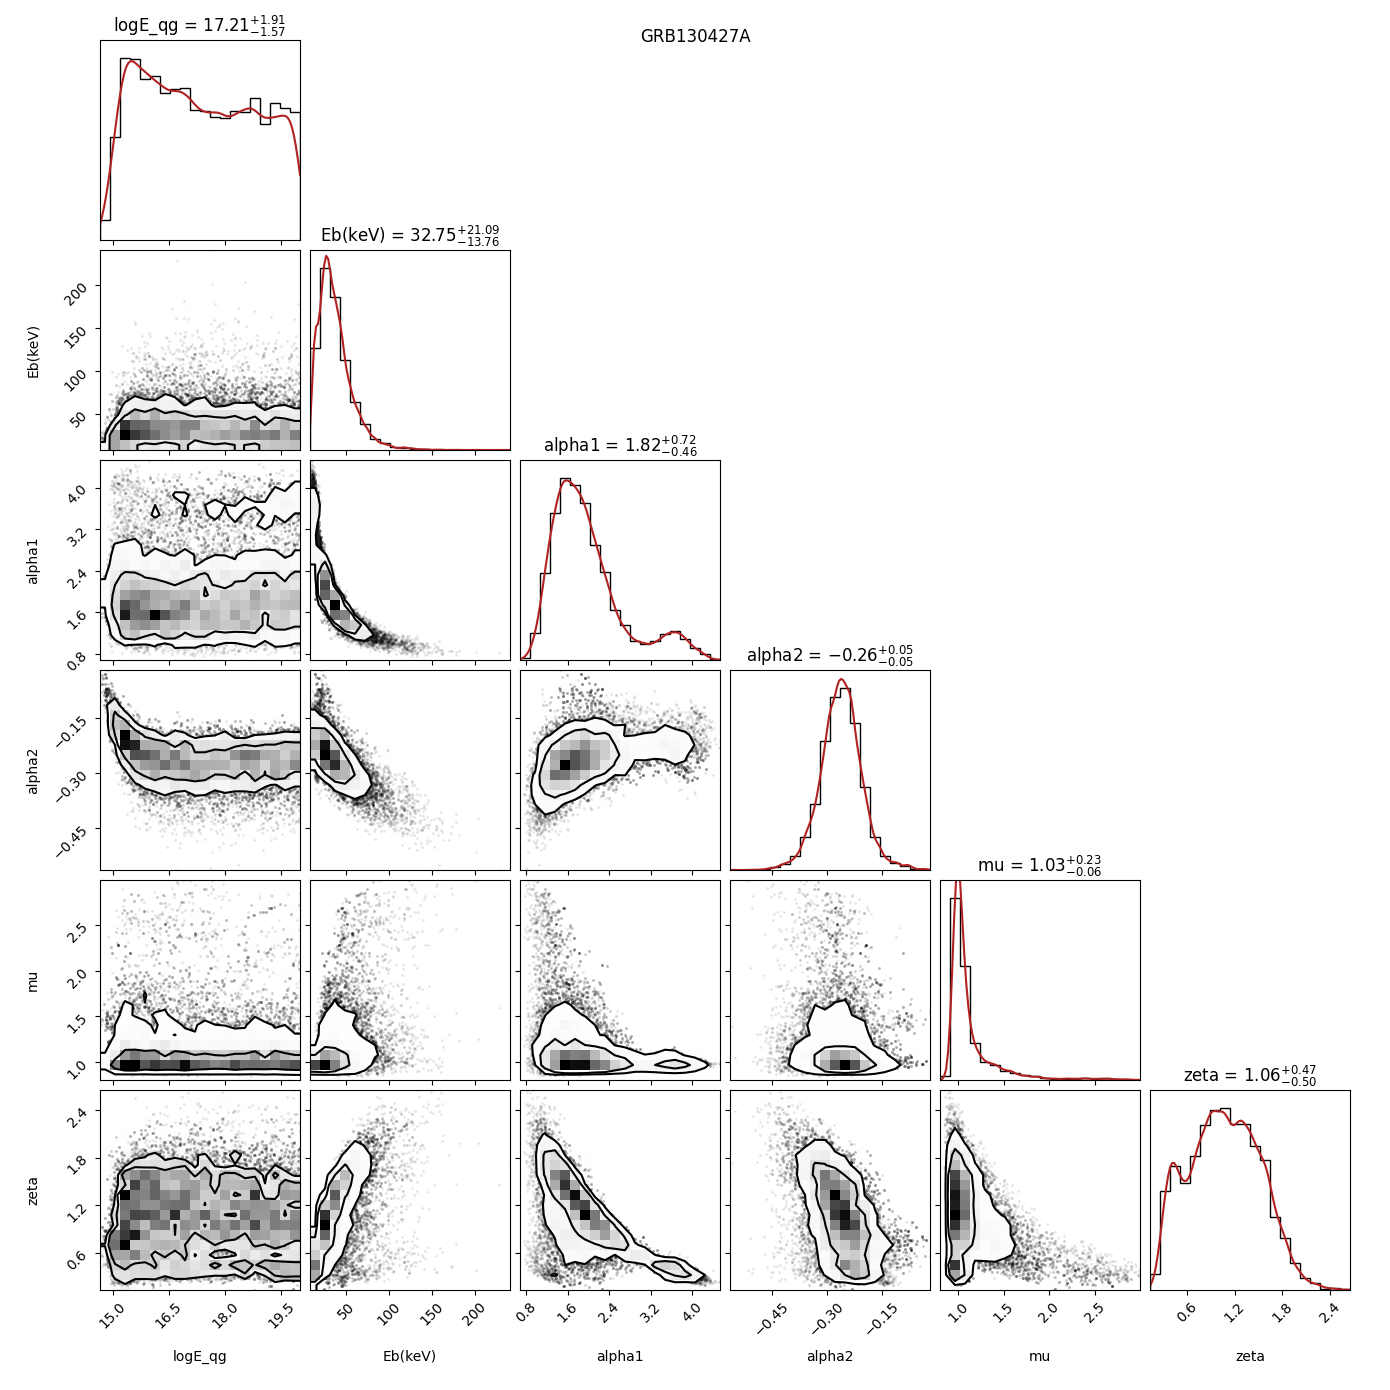 GRB130427A
logE_qg = 17.21$^{+1.91}_{-1.57}$
Eb(keV) = 32.75$^{+21.09}_{-13.76}$
200
150
100
50
Eb(keV)
alpha1 = 1.82$^{+0.72}_{-0.46}$
4.0
3.2
2.4
1.6
0.8
alpha1
alpha2 = −0.26$^{+0.05}_{-0.05}$
−0.15
−0.30
−0.45
alpha2
mu = 1.03$^{+0.23}_{-0.06}$
2.5
2.0
1.5
1.0
mu
zeta = 1.06$^{+0.47}_{-0.50}$
2.4
1.8
1.2
0.6
zeta
15.0 16.5 18.0 19.5 50 100 150 200 0.8 1.6 2.4 3.2 4.0 −0.45 −0.30 −0.15 1.0 1.5 2.0 2.5 0.6 1.2 1.8 2.4
logE_qg Eb(keV) alpha1 alpha2 mu zeta